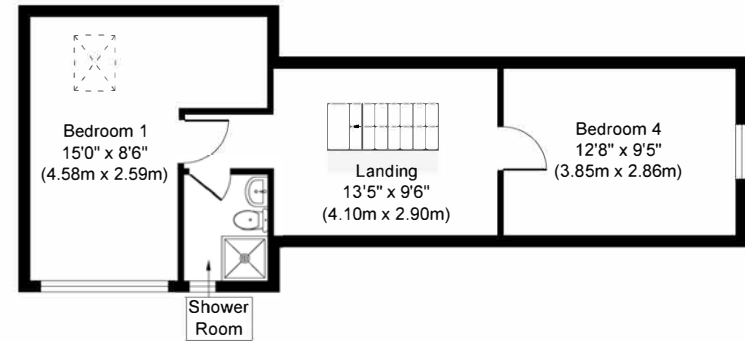 Bedroom 1
15'0" x 8'6"
(4.58m x 2.59m)
Landing
13'5" x 9'6"
(4.10m x 2.90m)
Bedroom 4
12'8" x 9'5"
(3.85m x 2.86m)
Shower
Room